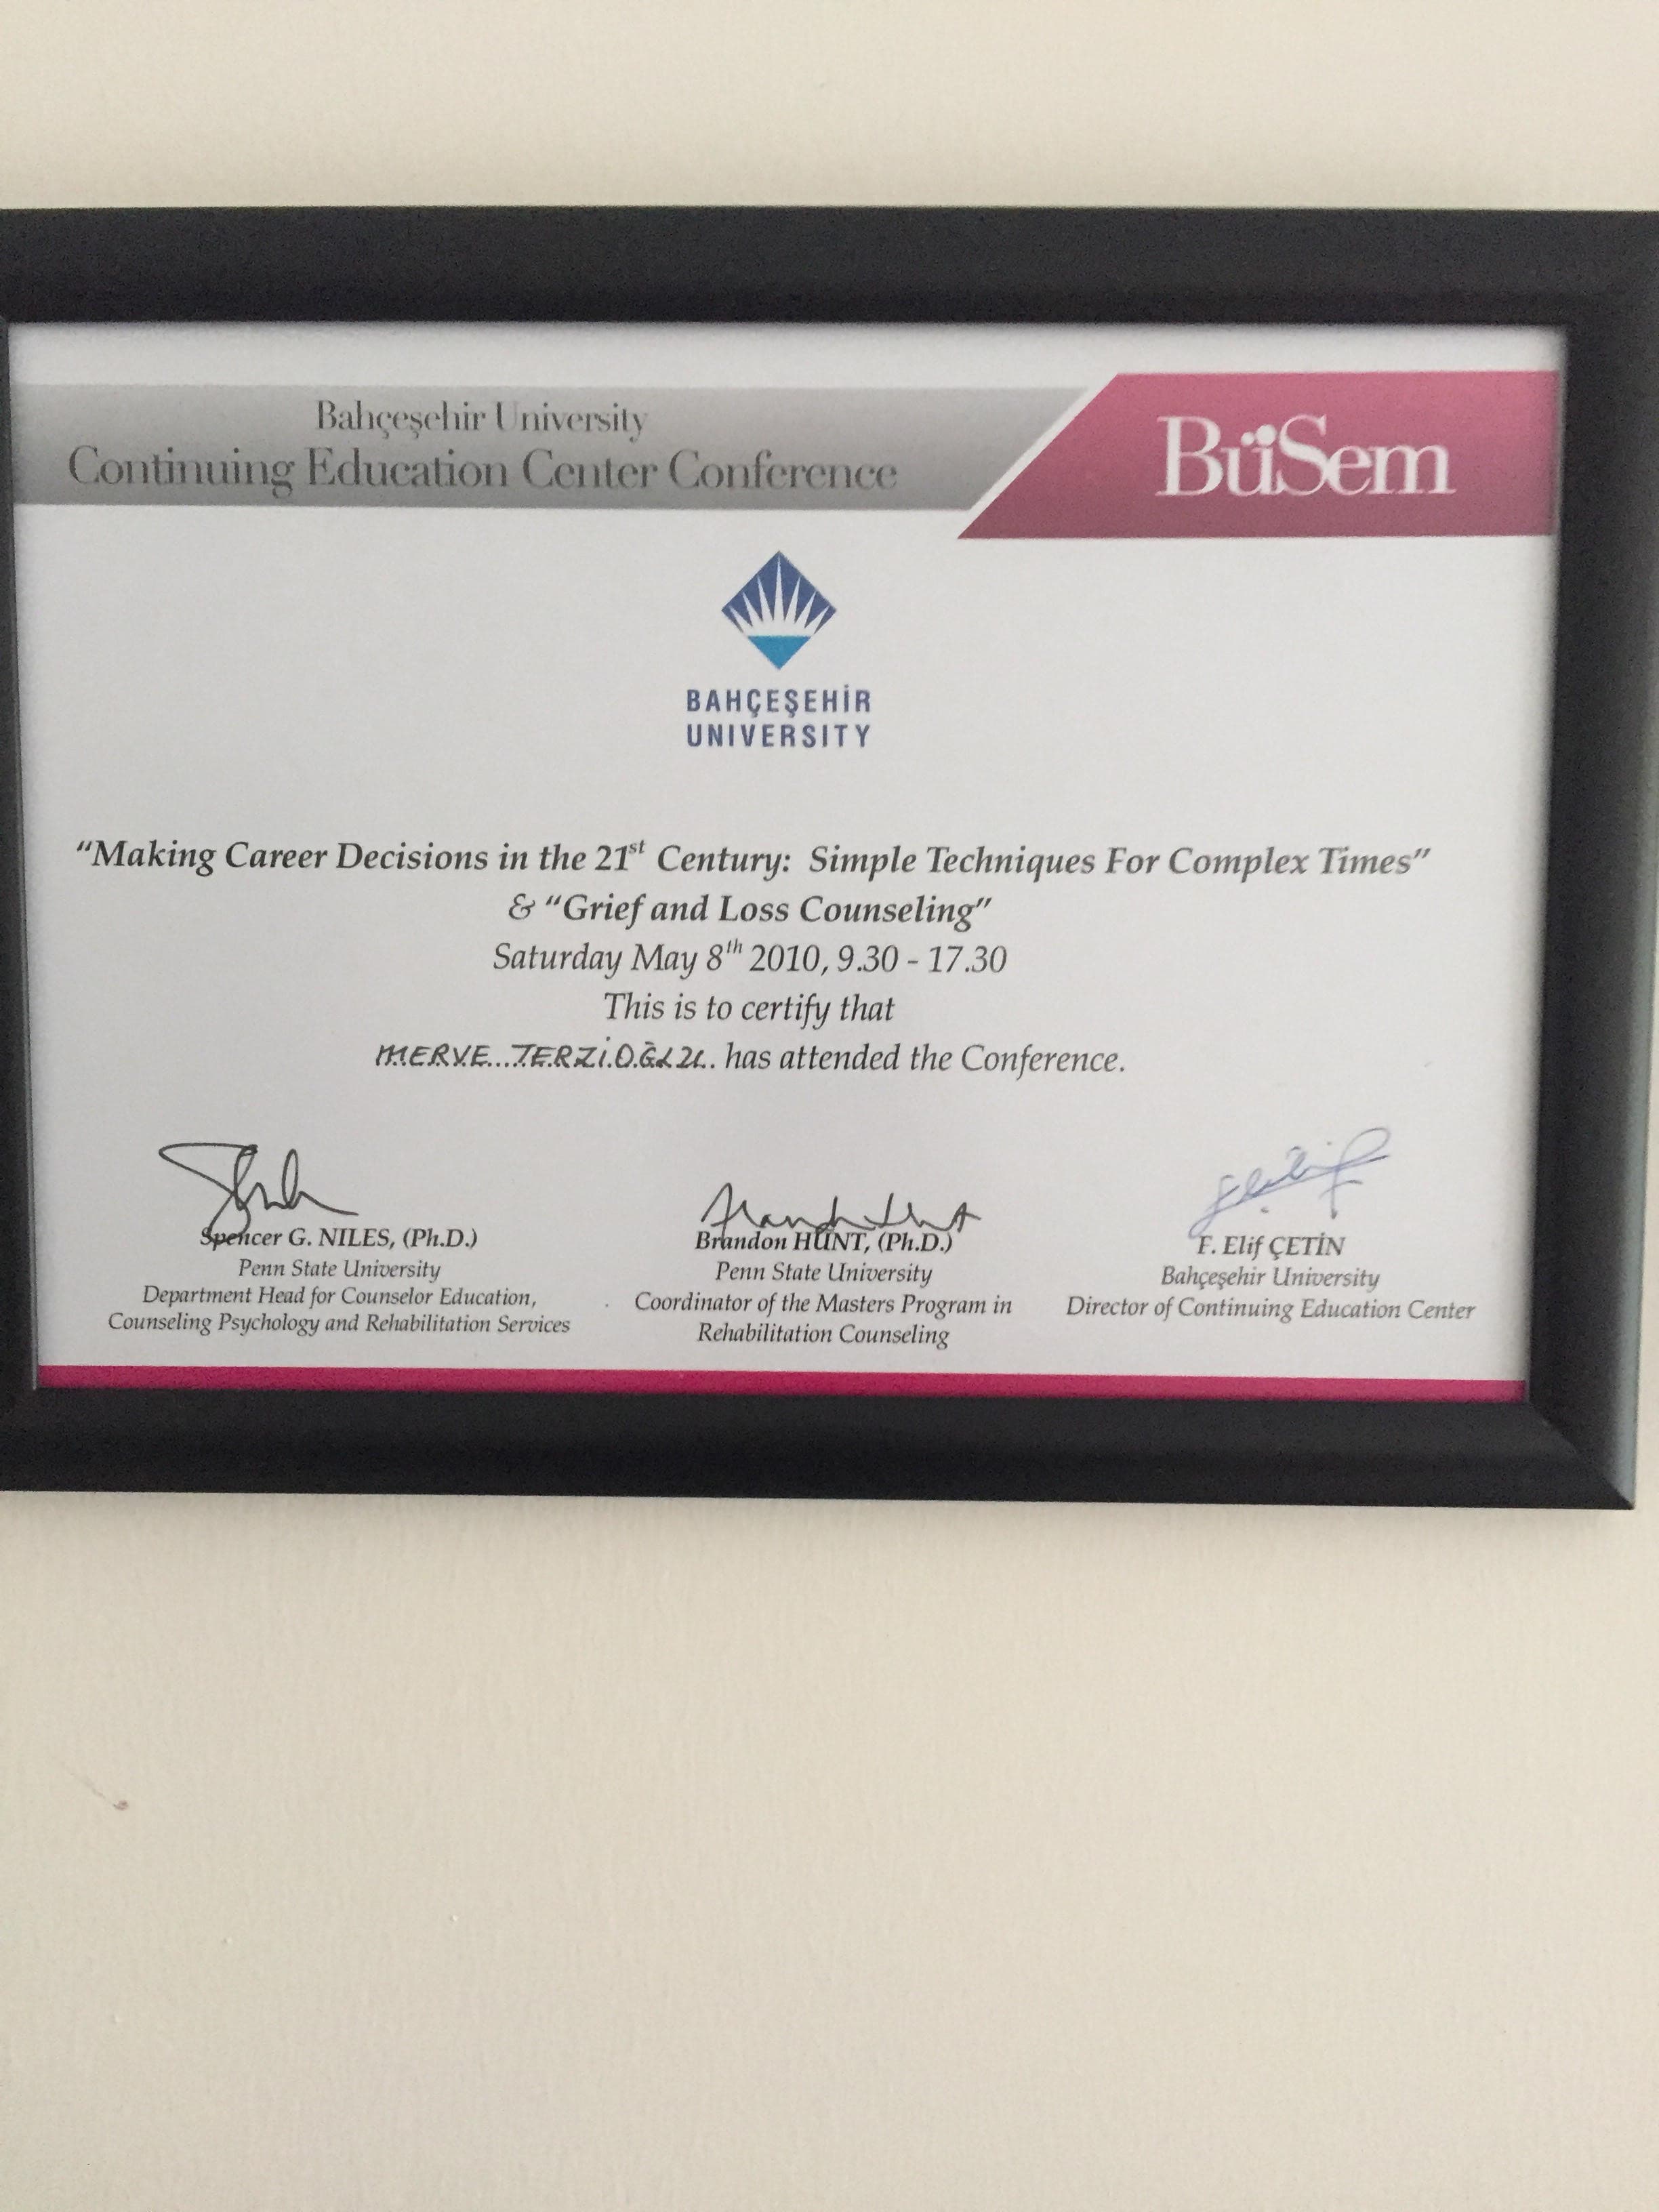 Bahçeşehir University
Continuing Education Center Conference
BüSem
BAHÇEŞEHİR
UNIVERSITY
“Making Career Decisions in the 21st Century: Simple Techniques For Complex Times”
& “Grief and Loss Counseling”
Saturday May 8th 2010, 9.30 - 17.30
This is to certify that
MERVE...TERZİOĞLU.. has attended the Conference.
Spencer G. NILES, (Ph.D.)
Penn State University
Department Head for Counselor Education,
Counseling Psychology and Rehabilitation Services
Brandon HUNT, (Ph.D.)
Penn State University
Coordinator of the Masters Program in
Rehabilitation Counseling
F. Elif ÇETİN
Bahçeşehir University
Director of Continuing Education Center